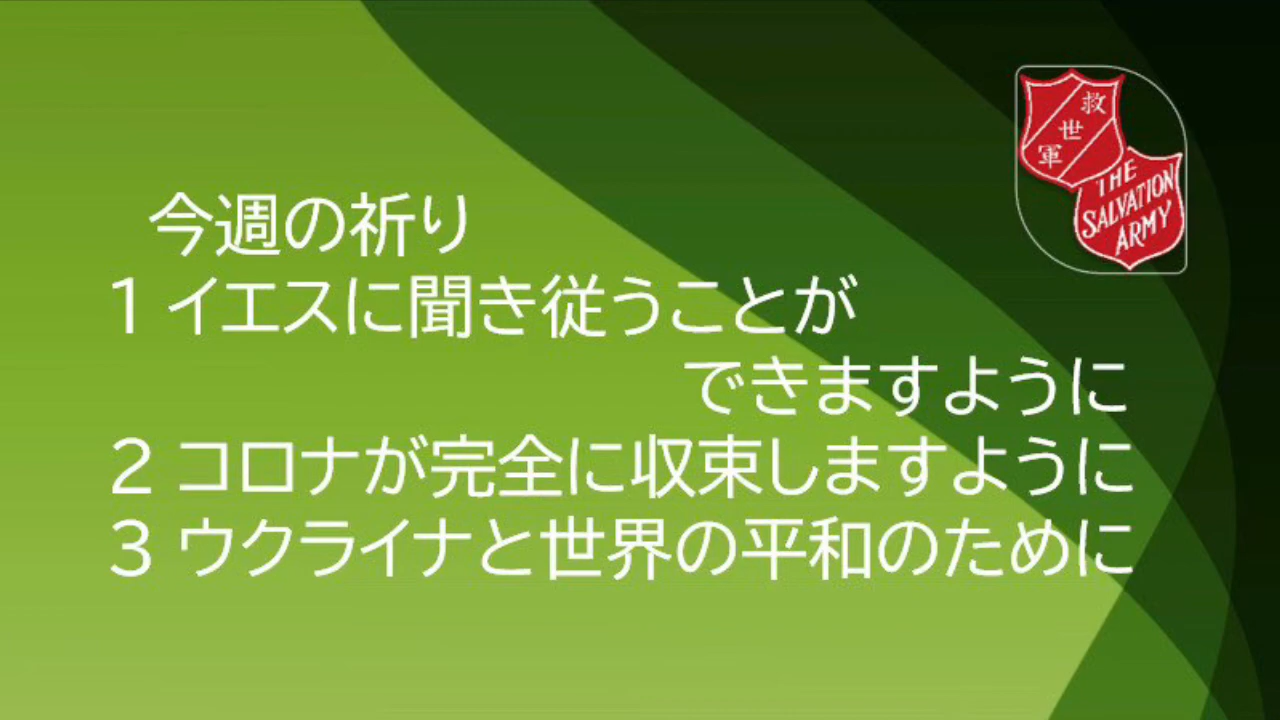 今週の祈り
1 イエスに聞き従うことが
できますように
2 コロナが完全に収束しますように
3 ウクライナと世界の平和のために
救世軍
THE
SALVATION
ARMY